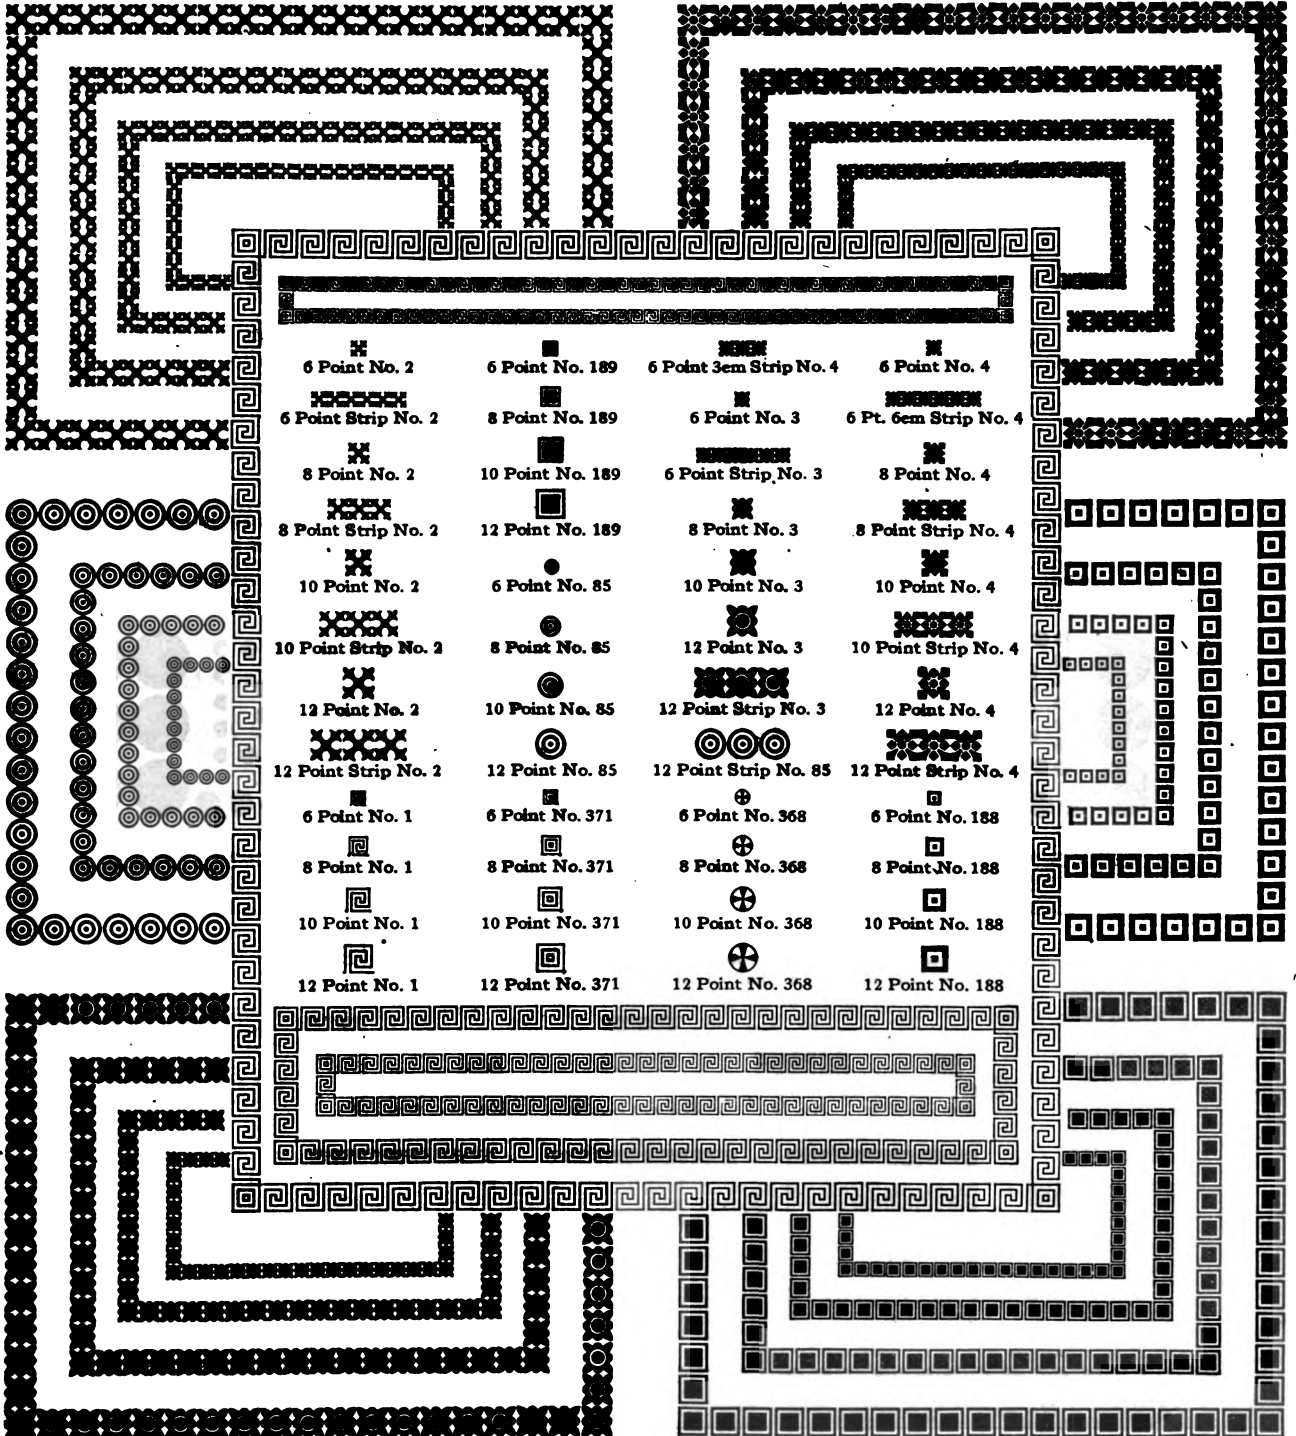 6 Point No. 2 6 Point No. 189 6 Point 3em Strip No. 4 6 Point No. 4
6 Point Strip No. 2 8 Point No. 189 6 Point No. 3 6 Pt. 6em Strip No. 4
8 Point No. 2 10 Point No. 189 6 Point Strip No. 3 8 Point No. 4
8 Point Strip No. 2 12 Point No. 189 8 Point No. 3 8 Point Strip No. 4
10 Point No. 2 6 Point No. 85 10 Point No. 3 10 Point No. 4
10 Point Strip No. 2 8 Point No. 85 12 Point No. 3 10 Point Strip No. 4
12 Point No. 2 10 Point No. 85 12 Point Strip No. 3 12 Point No. 4
12 Point Strip No. 2 12 Point No. 85 12 Point Strip No. 85 12 Point Strip No. 4
6 Point No. 1 6 Point No. 371 6 Point No. 368 6 Point No. 188
8 Point No. 1 8 Point No. 371 8 Point No. 368 8 Point No. 188
10 Point No. 1 10 Point No. 371 10 Point No. 368 10 Point No. 188
12 Point No. 1 12 Point No. 371 12 Point No. 368 12 Point No. 188